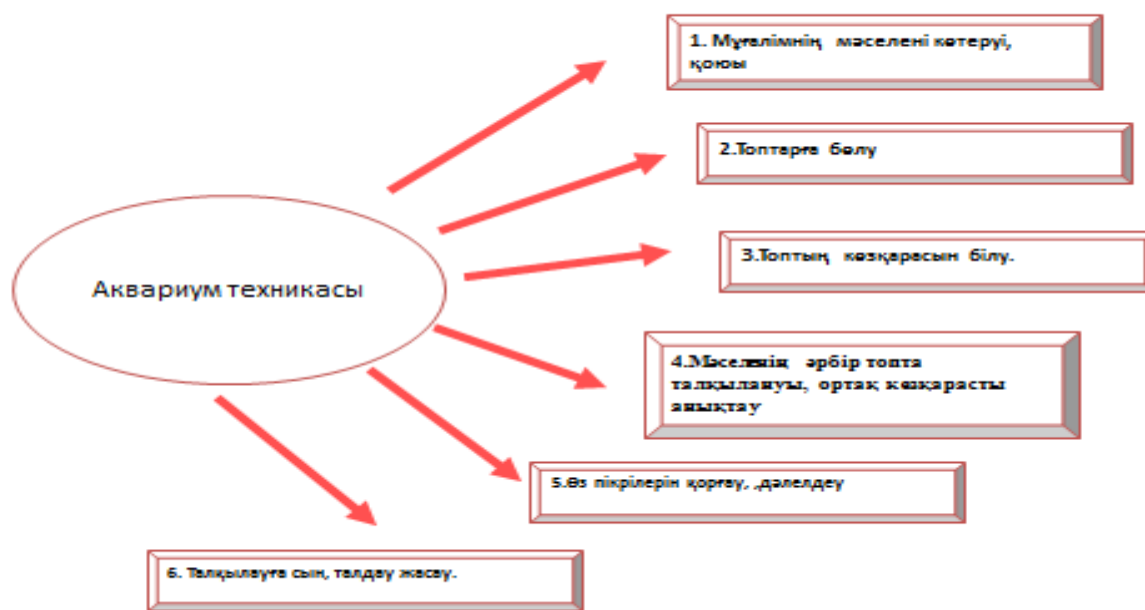 1. Мұғалімнің мәселені көтеруі,
қоюы
2.Топтарға бөлу
3.Топтың көзқарасын білу.
Аквариум техникасы
4.Мәселенің әрбір топта
талқылануы, ортақ көзқарасты
анықтау
5.Өз пікрілерін қорғау, ,дәлелдеу
6. Талқылауға сын, талдау жасау.